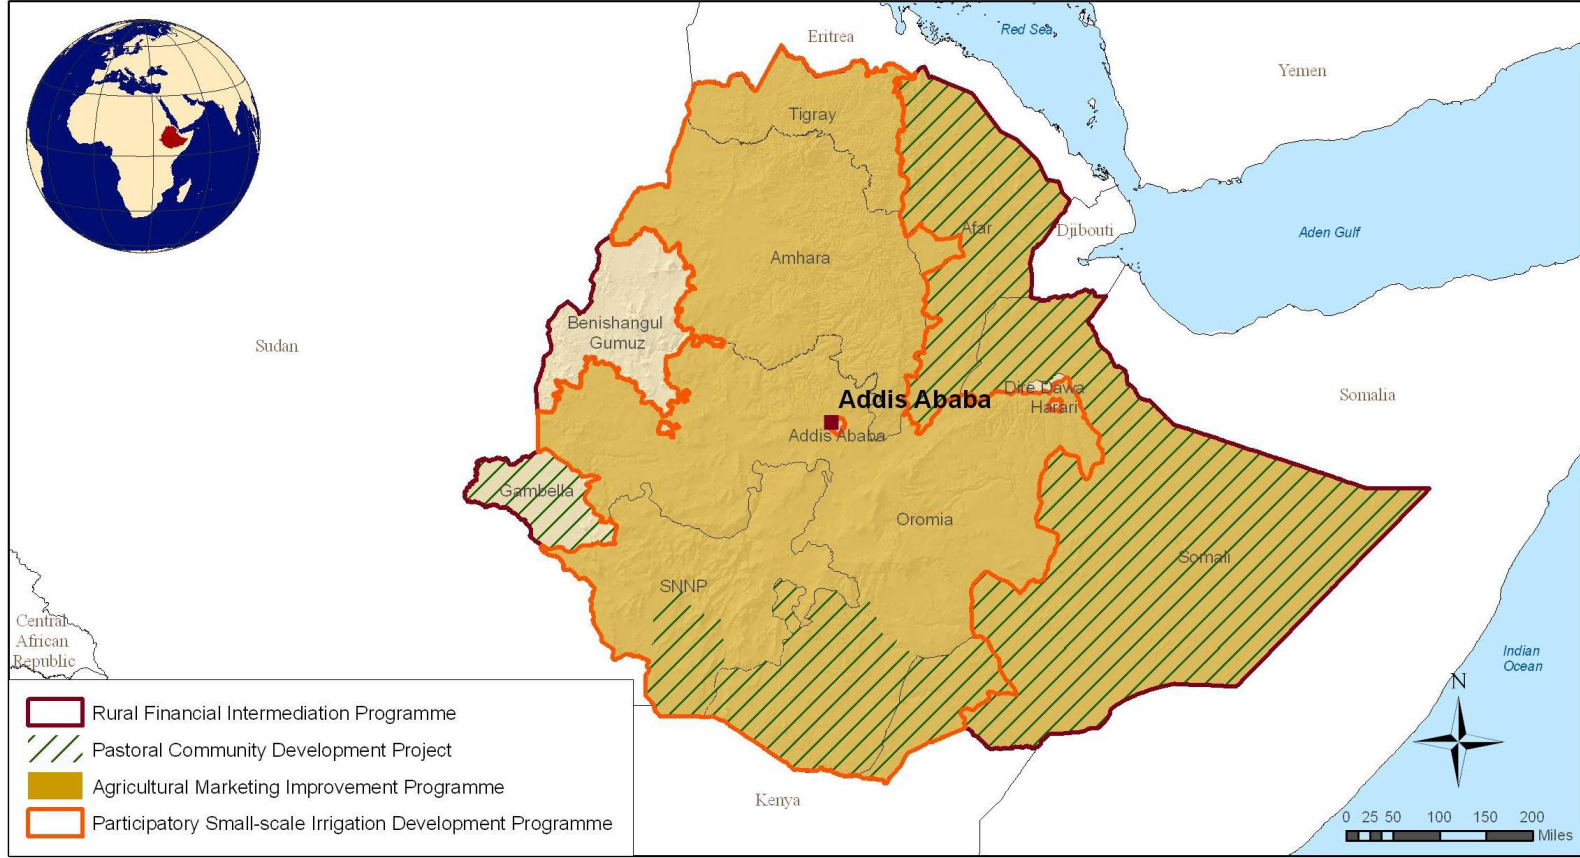 Eritrea
Red Sea
Yemen
Tigray
Afar
Djibouti
Aden Gulf
Amhara
Benishangul
Gumuz
Sudan
Dire Dawa
Harari
Somalia
Addis Ababa
Addis Ababa
Gambella
Oromia
Somali
SNNP
Central
African
Republic
Indian
Ocean
N
Kenya
Rural Financial Intermediation Programme
Pastoral Community Development Project
Agricultural Marketing Improvement Programme
Participatory Small-scale Irrigation Development Programme
0 25 50 100 150 200
Miles